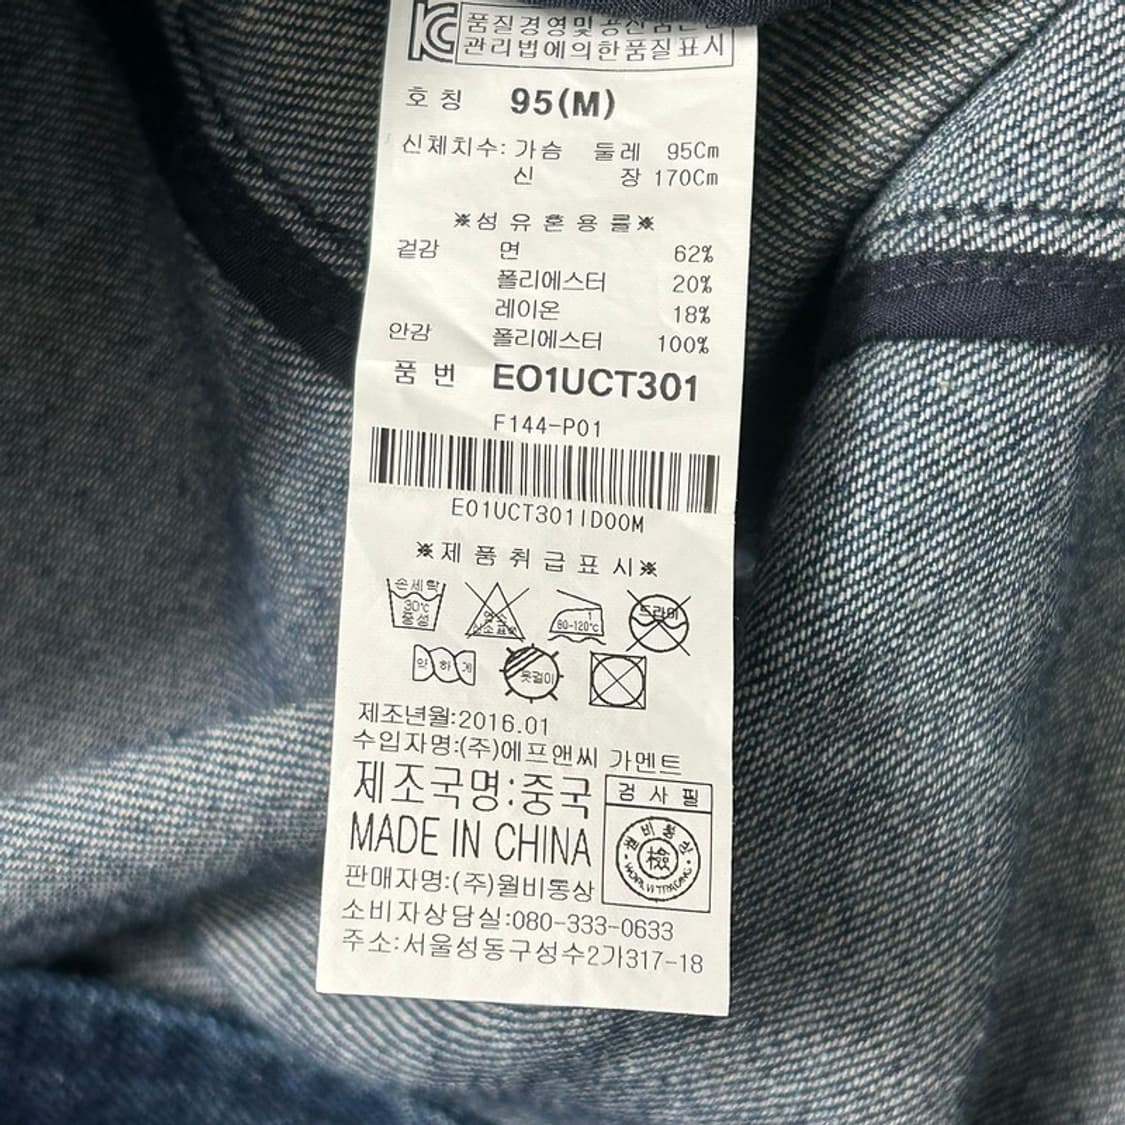 품질경영및공산품안전
관리법에의한품질표시
호칭 95(M)
신체치수: 가슴 둘레 95Cm
신 장 170Cm
※섬유혼용률※
겉감 면 62%
폴리에스터 20%
레이온 18%
안감 폴리에스터 100%
품 번 E01UCT301
F144-P01
E01UCT301ID00M
※제품취급표시※
손세탁
30℃
중성
80-120℃
드라이
약하게
옷걸이
제조년월:2016.01
수입자명:(주)에프앤씨 가멘트
제조국명:중국
MADE IN CHINA
검사필
월비통상
檢
판매자명:(주)월비통상
소비자상담실:080-333-0633
주소:서울성동구성수2가317-18